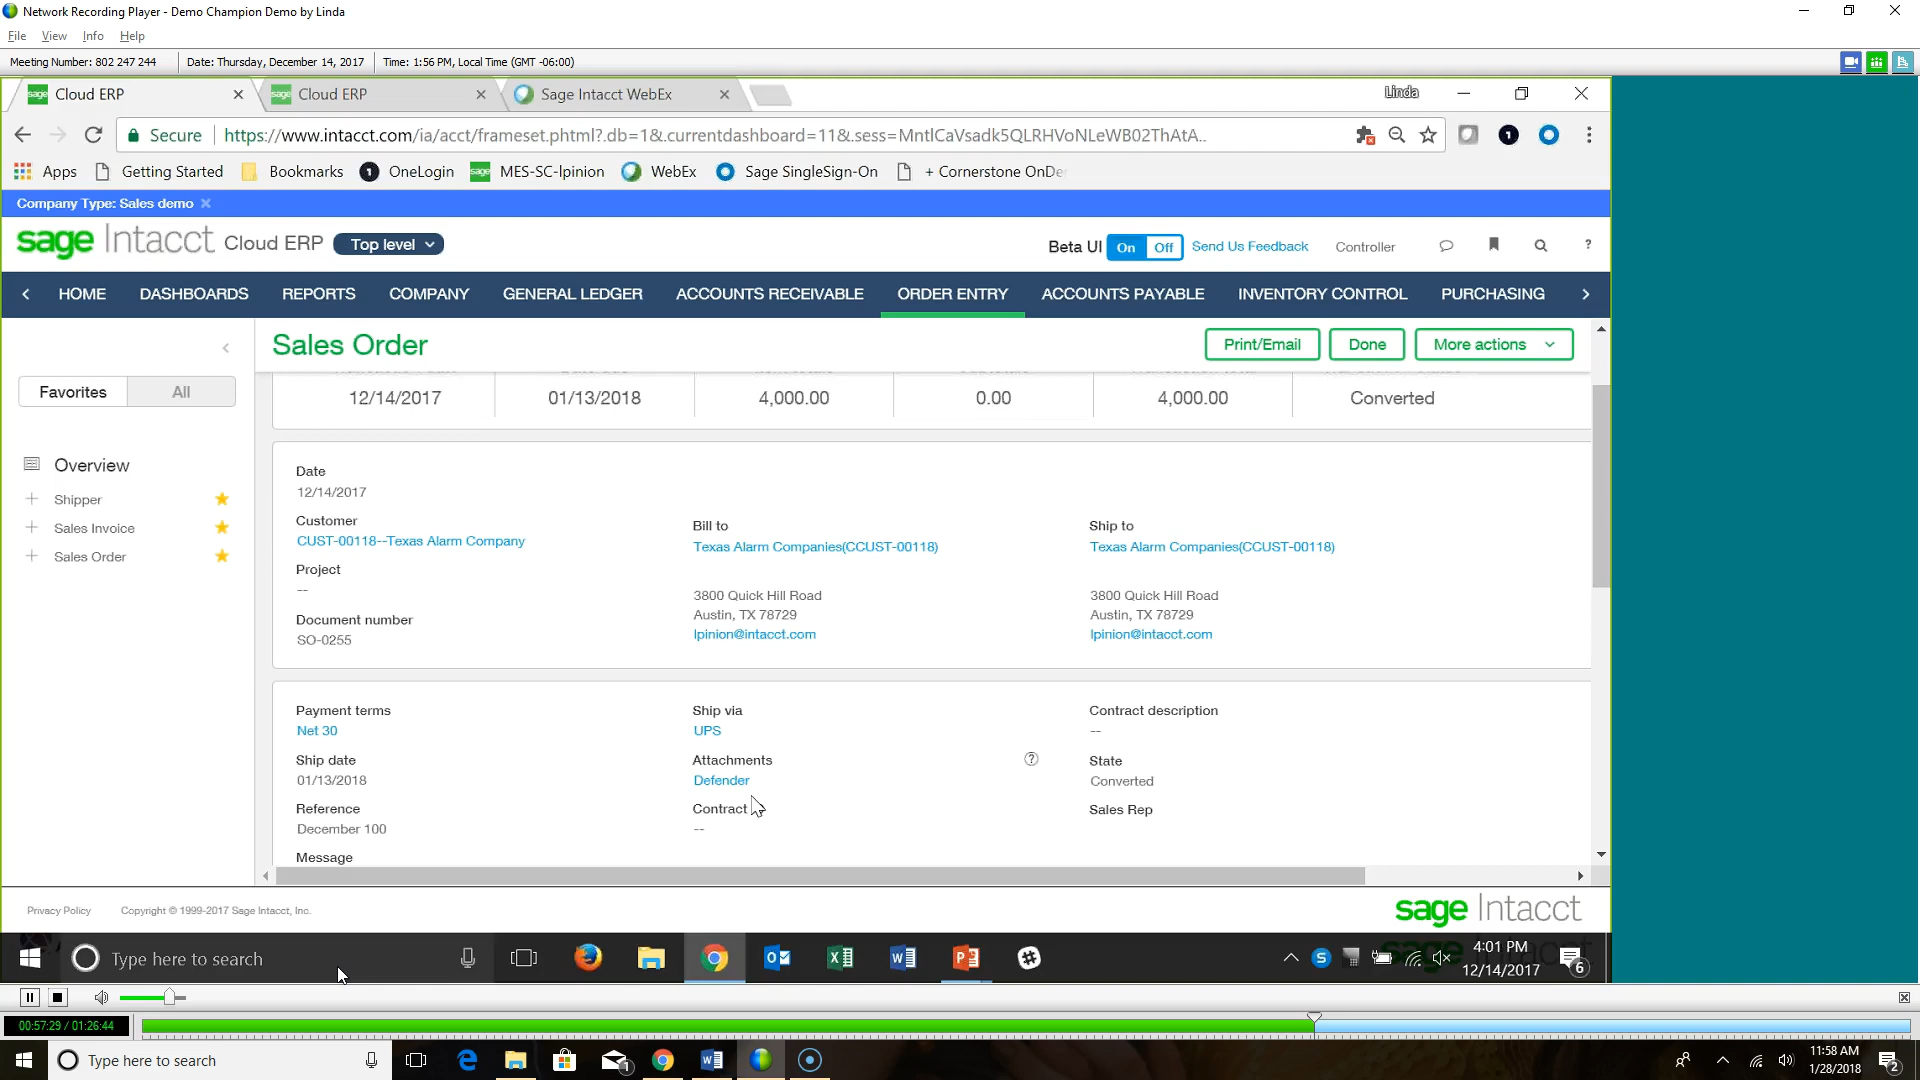 Network Recording Player - Demo Champion Demo by Linda
File View Info Help
Meeting Number: 802 247 244 Date: Thursday, December 14, 2017 Time: 1:56 PM, Local Time (GMT -06:00)
sage Cloud ERP sage Cloud ERP Sage Intacct WebEx Linda
Secure https://www.intacct.com/ia/acct/frameset.phtml?.db=1&.currentdashboard=11&.sess=MntlCaVsadk5QLRHVoNLeWB02ThAtA..
Apps Getting Started Bookmarks 1 OneLogin sage MES-SC-lpinion WebEx Sage SingleSign-On + Cornerstone OnDe
Company Type: Sales demo
sage Intacct Cloud ERP Top level Beta UI On Off Send Us Feedback Controller ?
HOME DASHBOARDS REPORTS COMPANY GENERAL LEDGER ACCOUNTS RECEIVABLE ORDER ENTRY ACCOUNTS PAYABLE INVENTORY CONTROL PURCHASING
Sales Order Print/Email Done More actions
Favorites All
12/14/2017 01/13/2018 4,000.00 0.00 4,000.00 Converted
Overview
Shipper
Sales Invoice
Sales Order
Date
12/14/2017
Customer
CUST-00118--Texas Alarm Company
Project
--
Document number
SO-0255
Bill to
Texas Alarm Companies(CCUST-00118)
3800 Quick Hill Road
Austin, TX 78729
lpinion@intacct.com
Ship to
Texas Alarm Companies(CCUST-00118)
3800 Quick Hill Road
Austin, TX 78729
lpinion@intacct.com
Payment terms
Net 30
Ship date
01/13/2018
Reference
December 100
Message
Ship via
UPS
Attachments ?
Defender
Contract
--
Contract description
--
State
Converted
Sales Rep
Privacy Policy Copyright © 1999-2017 Sage Intacct, Inc. sage Intacct
Type here to search 4:01 PM
12/14/2017 6
00:57:29 / 01:26:44
Type here to search 1 11:58 AM
1/28/2018 2